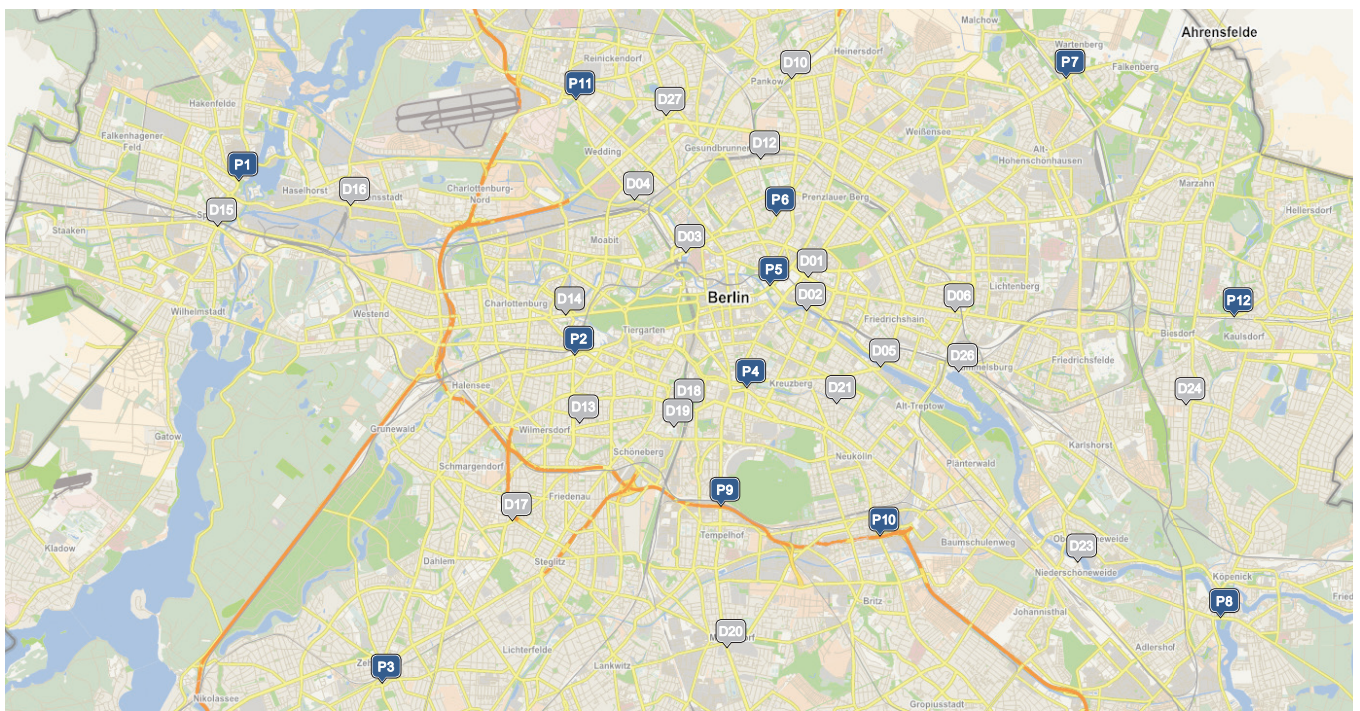 Malchow
Ahrensfelde
Wartenberg
Heinersdorf
Reinickendorf
D10
P7
Falkenberg
Pankow
P11
D27
Hakenfelde
Weißensee
Falkenhagener
Feld
D12
Gesundbrunnen
Wedding
Alt-
Hohenschönhausen
P1
D16
Haselhorst
Charlottenburg-
Nord
D04
Marzahn
P6
Prenzlauer Berg
D15
Hellersdorf
Staaken
D03
Moabit
D01
P5
Lichtenberg
D14
Berlin
D02
D06
P12
Charlottenburg
Wilhelmstadt
Westend
Friedrichshain
Tiergarten
Biesdorf
Kaulsdorf
P2
D05
D26
Friedrichsfelde
P4
Halensee
Kreuzberg
D18
D21
D24
D13
D19
Alt-Treptow
Grunewald
Wilmersdorf
Gatow
Karlshorst
Schöneberg
Neukölln
Plänterwald
Schmargendorf
P9
D17
Friedenau
P10
Tempelhof
Baumschulenweg
D23
Kladow
Dahlem
Steglitz
Niederschöneweide
Köpenick
Britz
P8
Johannisthal
D20
Lichterfelde
Adlershof
P3
Lankwitz
Nikolassee
Gropiusstadt